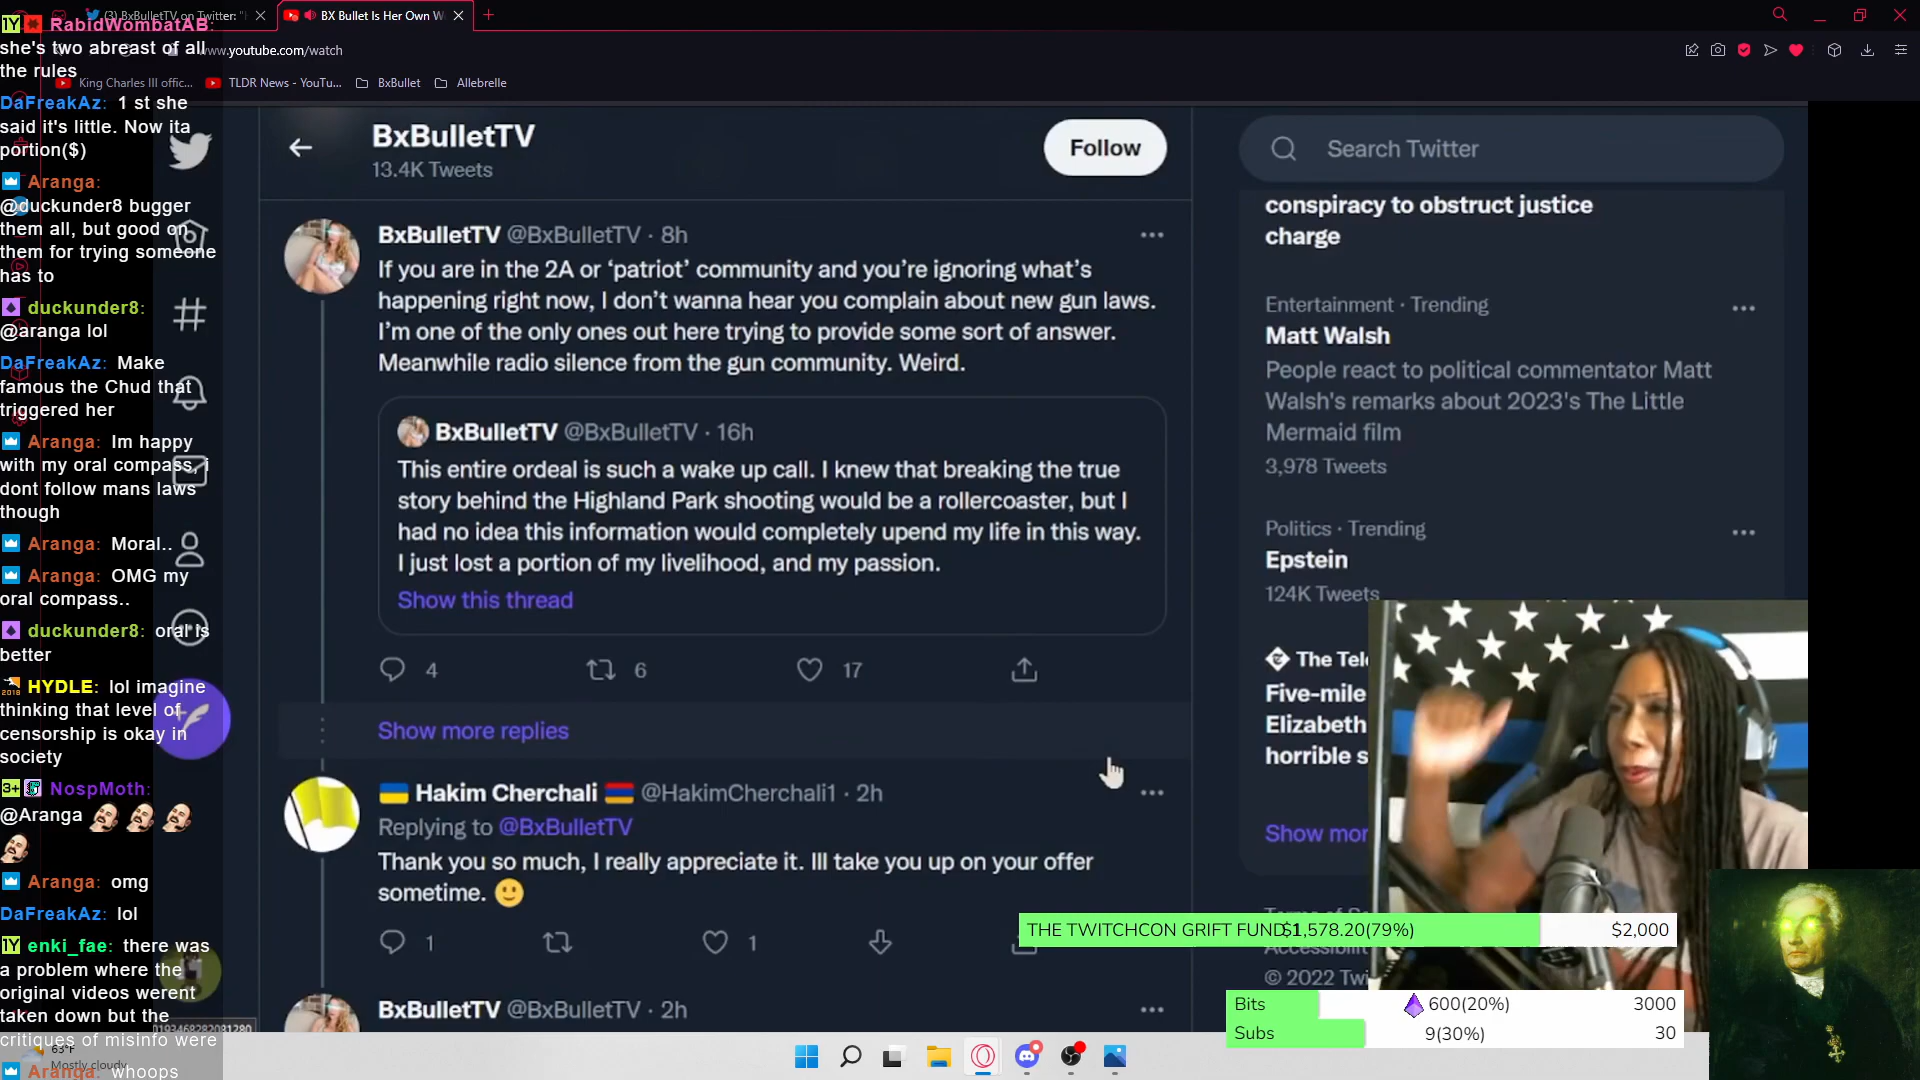 (3) BxBulletTV on Twitter: "
BX Bullet Is Her Own W
www.youtube.com/watch
King Charles III offic...
TLDR News - YouTu...
BxBullet
Allebrelle
RabidWombatAB:
she's two abreast of all
the rules
DaFreakAz: 1 st she
said it's little. Now ita
portion($)
Aranga:
@duckunder8 bugger
them all, but good on
them for trying someone
has to
duckunder8:
@aranga lol
DaFreakAz: Make
famous the Chud that
triggered her
Aranga: Im happy
with my oral compass, i
dont follow mans laws
though
Aranga: Moral..
Aranga: OMG my
oral compass..
duckunder8: oral is
better
HYDLE: lol imagine
thinking that level of
censorship is okay in
society
NospMoth:
@Aranga
Aranga: omg
DaFreakAz: lol
enki_fae: there was
a problem where the
original videos werent
taken down but the
critiques of misinfo were
Aranga: whoops
BxBulletTV
13.4K Tweets
Follow
BxBulletTV @BxBulletTV · 8h
If you are in the 2A or ‘patriot’ community and you’re ignoring what’s
happening right now, I don’t wanna hear you complain about new gun laws.
I’m one of the only ones out here trying to provide some sort of answer.
Meanwhile radio silence from the gun community. Weird.
BxBulletTV @BxBulletTV · 16h
This entire ordeal is such a wake up call. I knew that breaking the true
story behind the Highland Park shooting would be a rollercoaster, but I
had no idea this information would completely upend my life in this way.
I just lost a portion of my livelihood, and my passion.
Show this thread
4 6 17
Show more replies
Hakim Cherchali @HakimCherchali1 · 2h
Replying to @BxBulletTV
Thank you so much, I really appreciate it. Ill take you up on your offer
sometime.
1 1
BxBulletTV @BxBulletTV · 2h
Search Twitter
conspiracy to obstruct justice
charge
Entertainment · Trending
Matt Walsh
People react to political commentator Matt
Walsh's remarks about 2023's The Little
Mermaid film
3,978 Tweets
Politics · Trending
Epstein
124K Tweets
The Tel
Five-mile
Elizabeth
horrible s
Show mor
© 2022 Twi
THE TWITCHCON GRIFT FUND $1,578.20(79%) $2,000
Bits 600(20%) 3000
Subs 9(30%) 30
63°F
Mostly cloudy